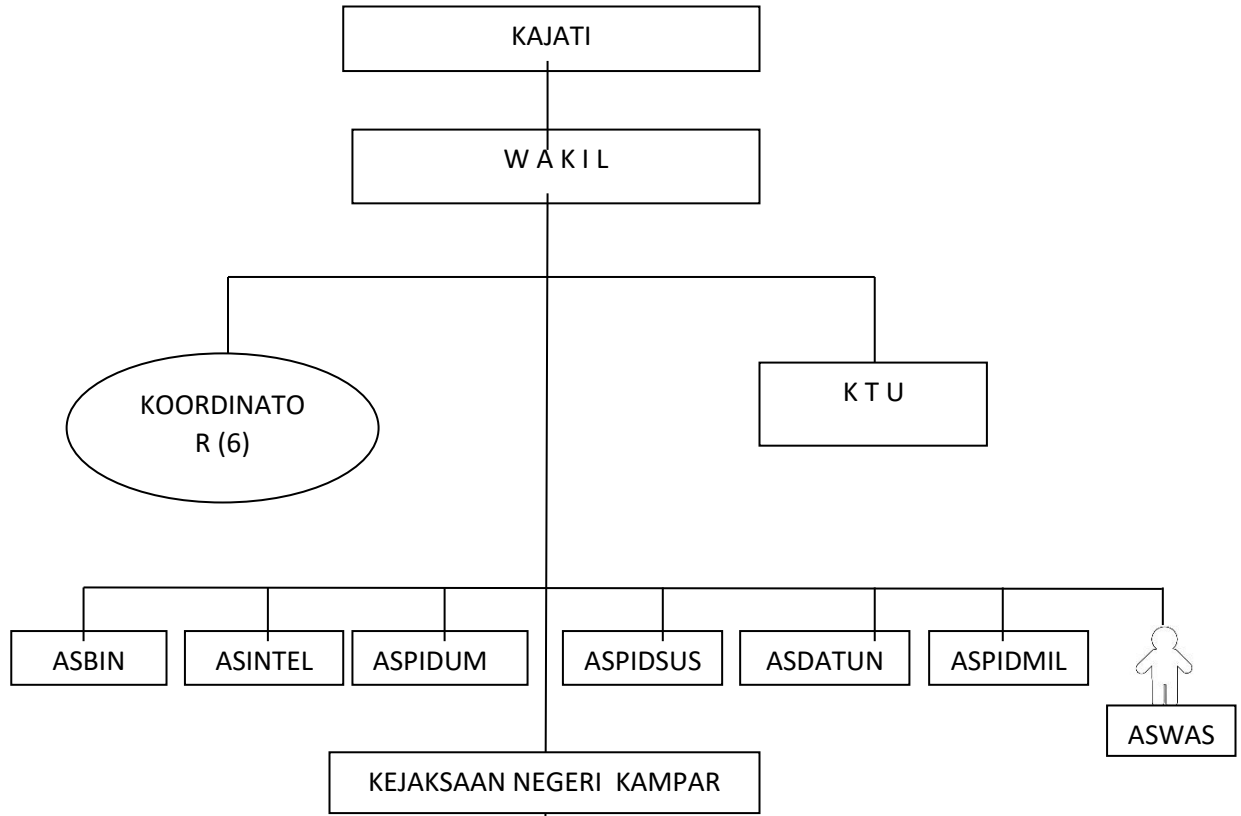 KAJATI
W A K I L
KOORDINATO
R (6)
K T U
ASBIN
ASINTEL
ASPIDUM
ASPIDSUS
ASDATUN
ASPIDMIL
ASWAS
KEJAKSAAN NEGERI KAMPAR